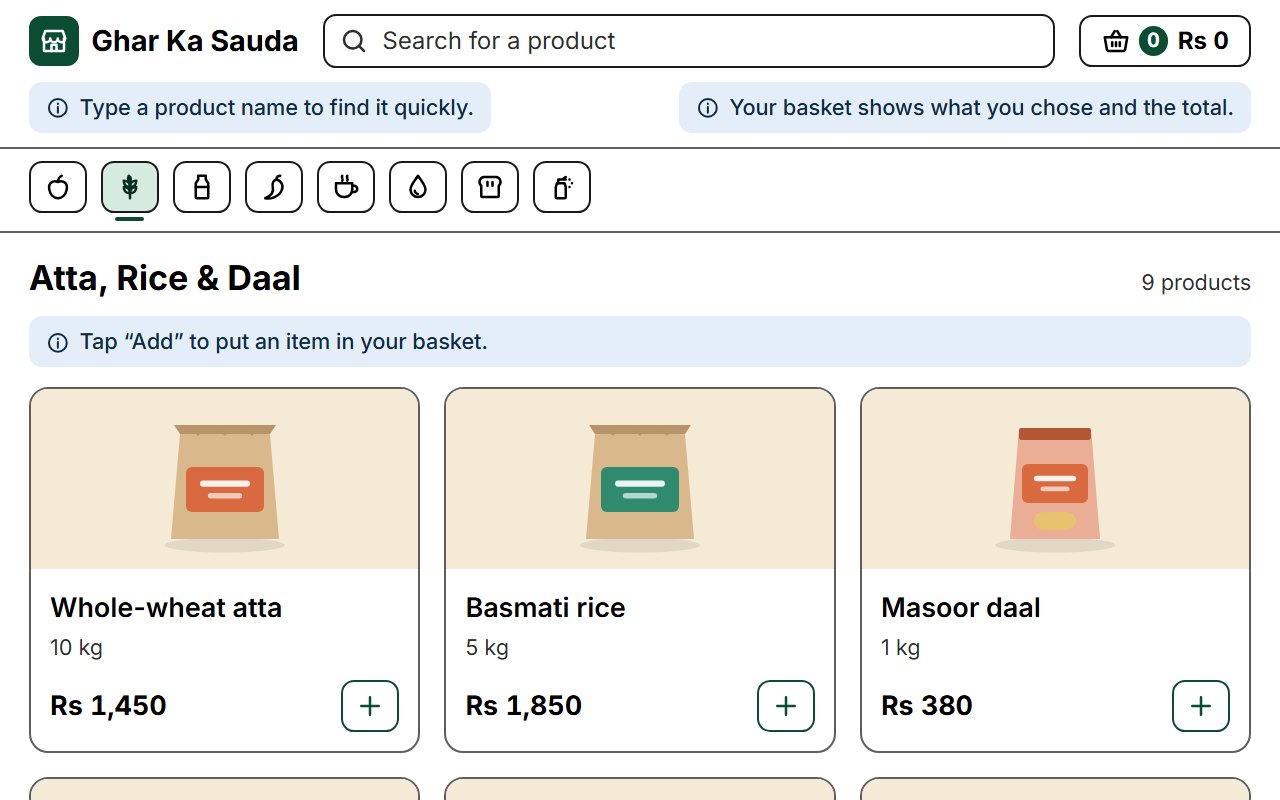 Ghar Ka Sauda
Search for a product
0 Rs 0
Type a product name to find it quickly.
Your basket shows what you chose and the total.
Atta, Rice & Daal
9 products
Tap “Add” to put an item in your basket.
Whole-wheat atta
10 kg
Rs 1,450
Basmati rice
5 kg
Rs 1,850
Masoor daal
1 kg
Rs 380